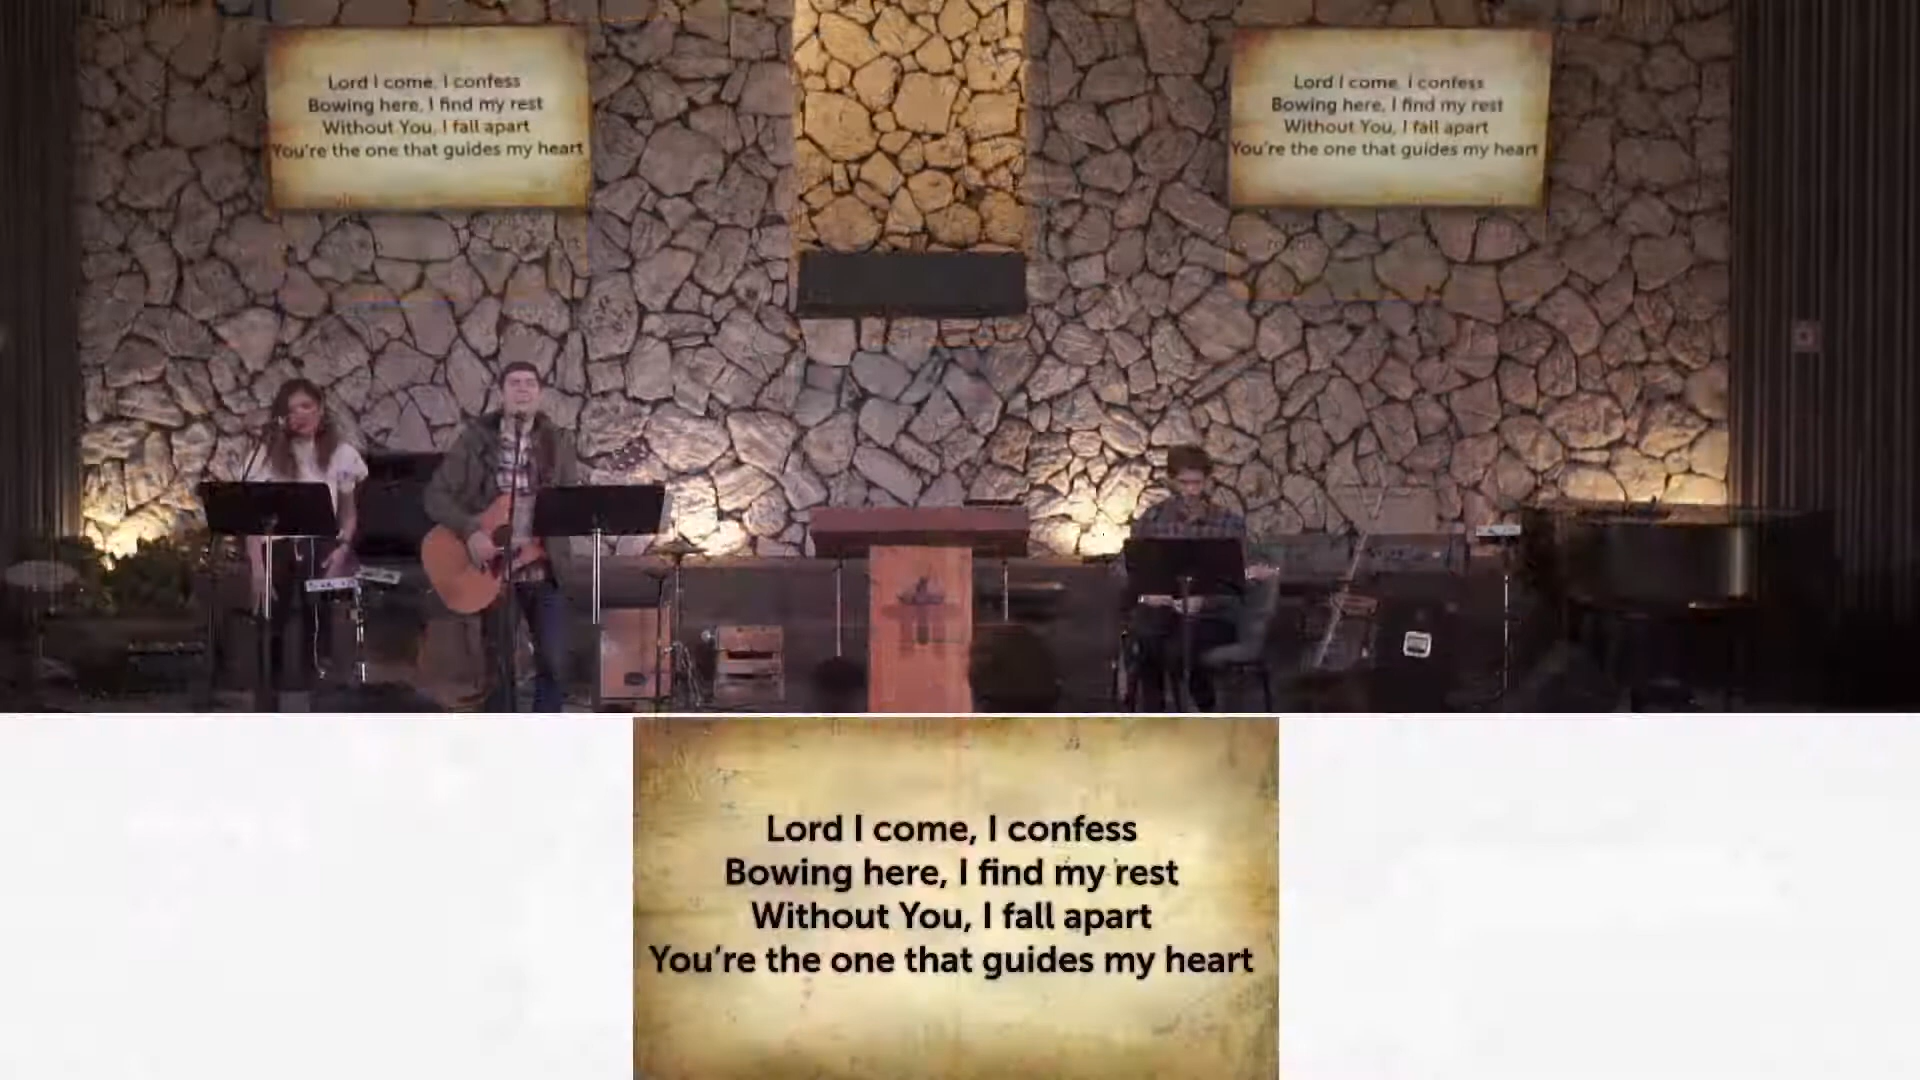 Lord I come, I confess
Bowing here, I find my rest
Without You, I fall apart
You're the one that guides my heart
Lord I come, I confess
Bowing here, I find my rest
Without You, I fall apart
You're the one that guides my heart
Lord I come, I confess
Bowing here, I find my rest
Without You, I fall apart
You’re the one that guides my heart